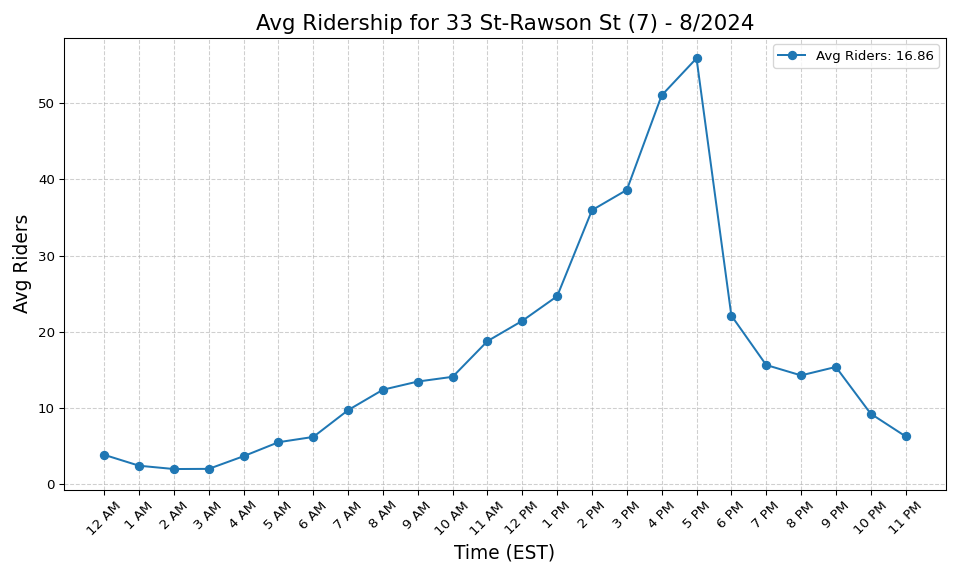 Avg Ridership for 33 St-Rawson St (7) - 8/2024
Avg Riders: 16.86
Avg Riders
50
40
30
20
10
0
12 AM
1 AM
2 AM
3 AM
4 AM
5 AM
6 AM
7 AM
8 AM
9 AM
10 AM
11 AM
12 PM
1 PM
2 PM
3 PM
4 PM
5 PM
6 PM
7 PM
8 PM
9 PM
10 PM
11 PM
Time (EST)